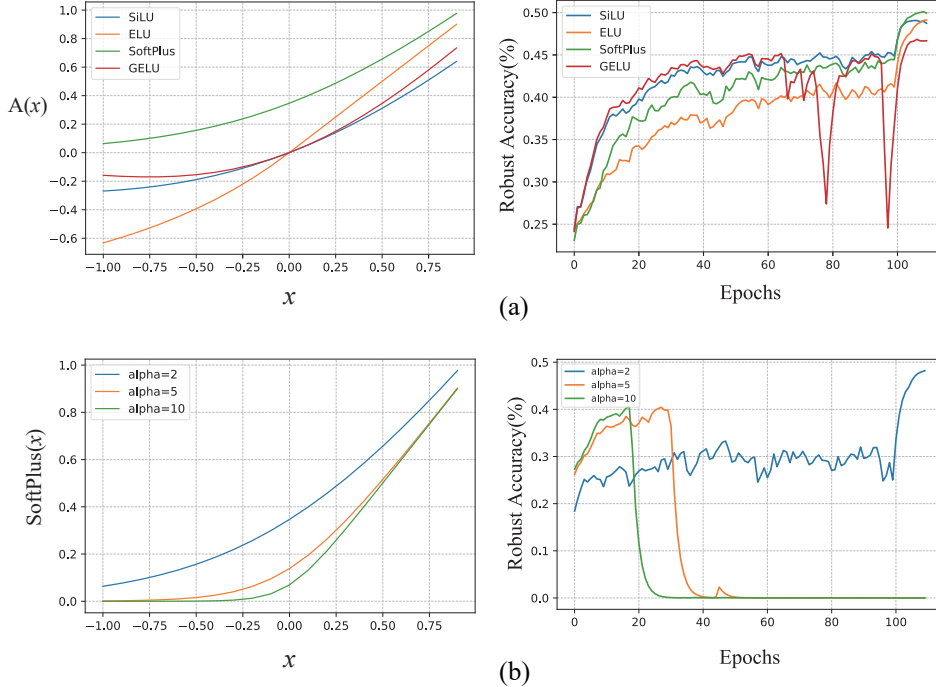 1.0
0.8
0.6
0.4
0.2
0.0
−0.2
−0.4
−0.6
A(x)
SiLU
ELU
SoftPlus
GELU
−1.00 −0.75 −0.50 −0.25 0.00 0.25 0.50 0.75
x
0.50
0.45
0.40
0.35
0.30
0.25
Robust Accuracy(%)
SiLU
ELU
SoftPlus
GELU
0 20 40 60 80 100
Epochs
(a)
1.0
0.8
0.6
0.4
0.2
0.0
SoftPlus(x)
alpha=2
alpha=5
alpha=10
−1.00 −0.75 −0.50 −0.25 0.00 0.25 0.50 0.75
x
0.5
0.4
0.3
0.2
0.1
0.0
Robust Accuracy(%)
alpha=2
alpha=5
alpha=10
0 20 40 60 80 100
Epochs
(b)